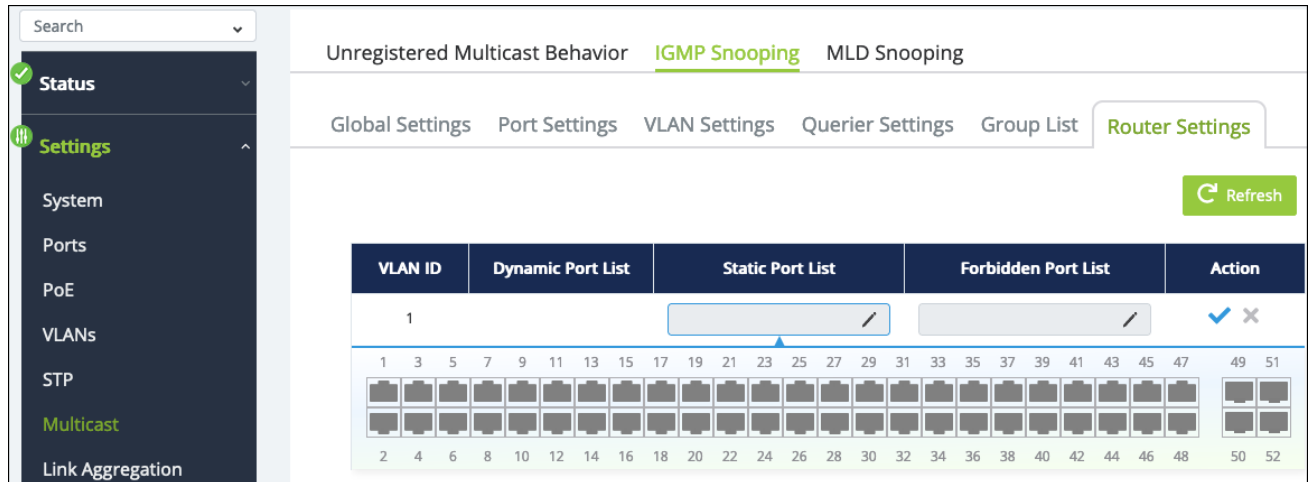 Search
Status
Settings
System
Ports
PoE
VLANs
STP
Multicast
Link Aggregation
Unregistered Multicast Behavior IGMP Snooping MLD Snooping
Global Settings Port Settings VLAN Settings Querier Settings Group List Router Settings
Refresh
VLAN ID Dynamic Port List Static Port List Forbidden Port List Action
1
1 3 5 7 9 11 13 15 17 19 21 23 25 27 29 31 33 35 37 39 41 43 45 47 49 51
2 4 6 8 10 12 14 16 18 20 22 24 26 28 30 32 34 36 38 40 42 44 46 48 50 52